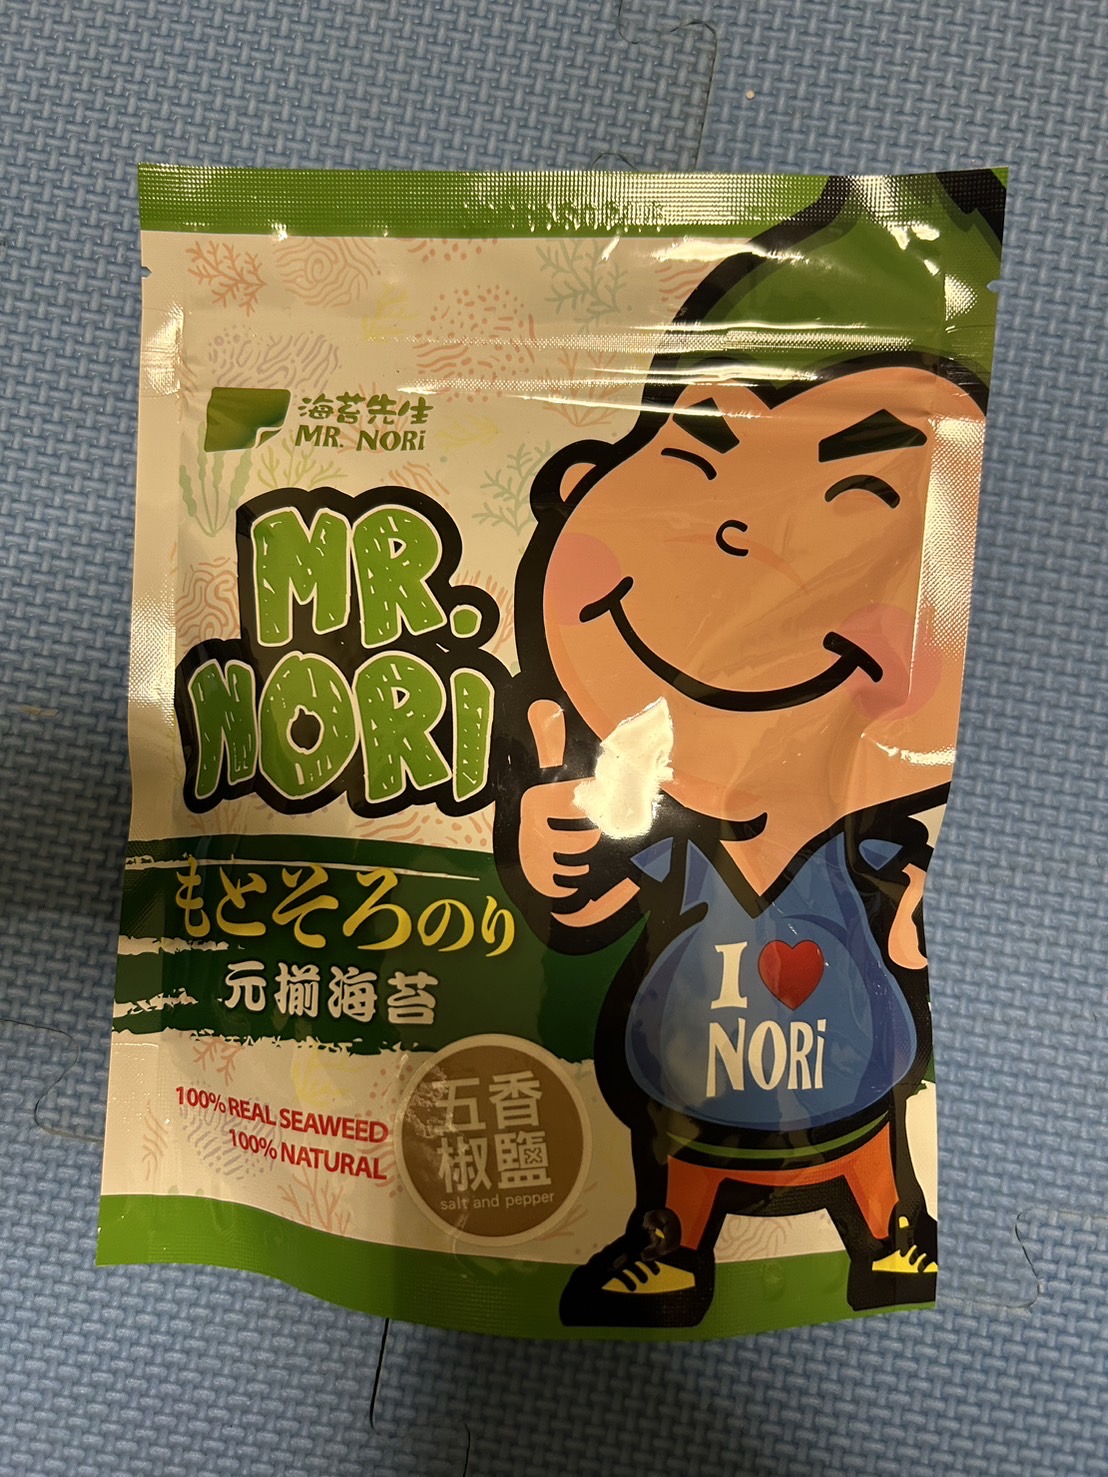 海苔先生
MR. NORi
MR.
NORI
もとそろのり
元揃海苔
100% REAL SEAWEED
100% NATURAL
五香
椒鹽
salt and pepper
I ❤
NORi